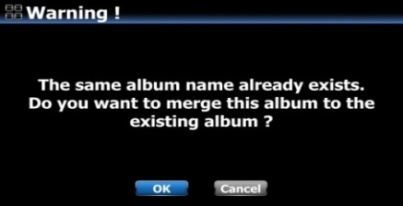 Warning !
The same album name already exists.
Do you want to merge this album to the
existing album ?
OK
Cancel